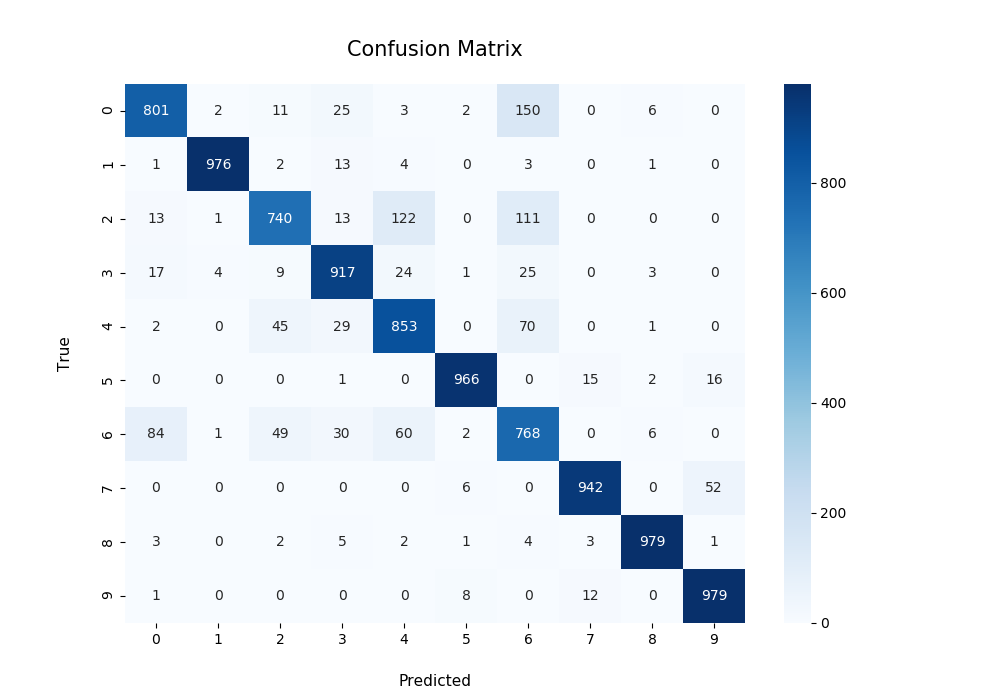 Confusion Matrix
0 801 2 11 25 3 2 150 0 6 0
1 1 976 2 13 4 0 3 0 1 0
2 13 1 740 13 122 0 111 0 0 0
3 17 4 9 917 24 1 25 0 3 0
4 2 0 45 29 853 0 70 0 1 0
5 0 0 0 1 0 966 0 15 2 16
6 84 1 49 30 60 2 768 0 6 0
7 0 0 0 0 0 6 0 942 0 52
8 3 0 2 5 2 1 4 3 979 1
9 1 0 0 0 0 8 0 12 0 979
0 1 2 3 4 5 6 7 8 9
True
Predicted
800
600
400
200
0